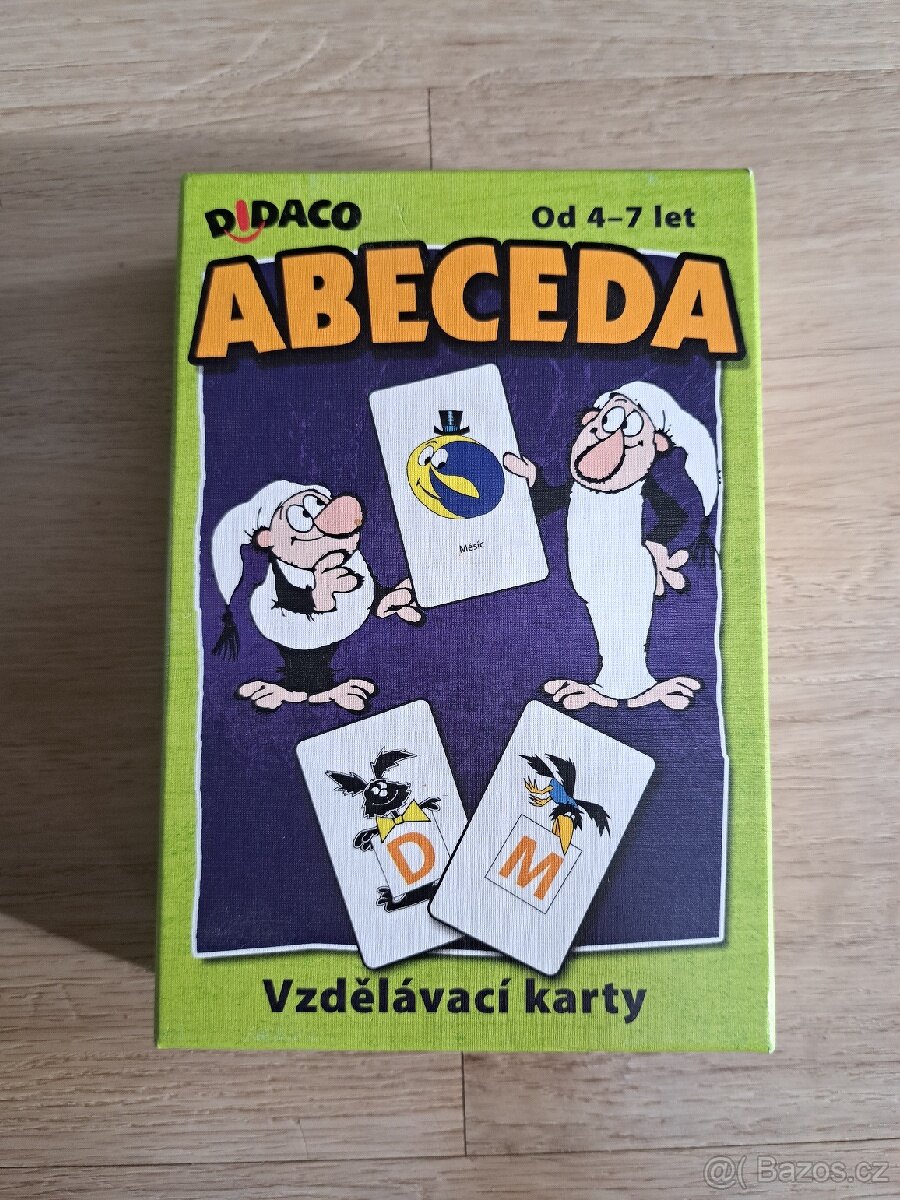 DIDACO
Od 4–7 let
ABECEDA
Měsíc
D
M
Vzdělávací karty
@( Bazos.cz